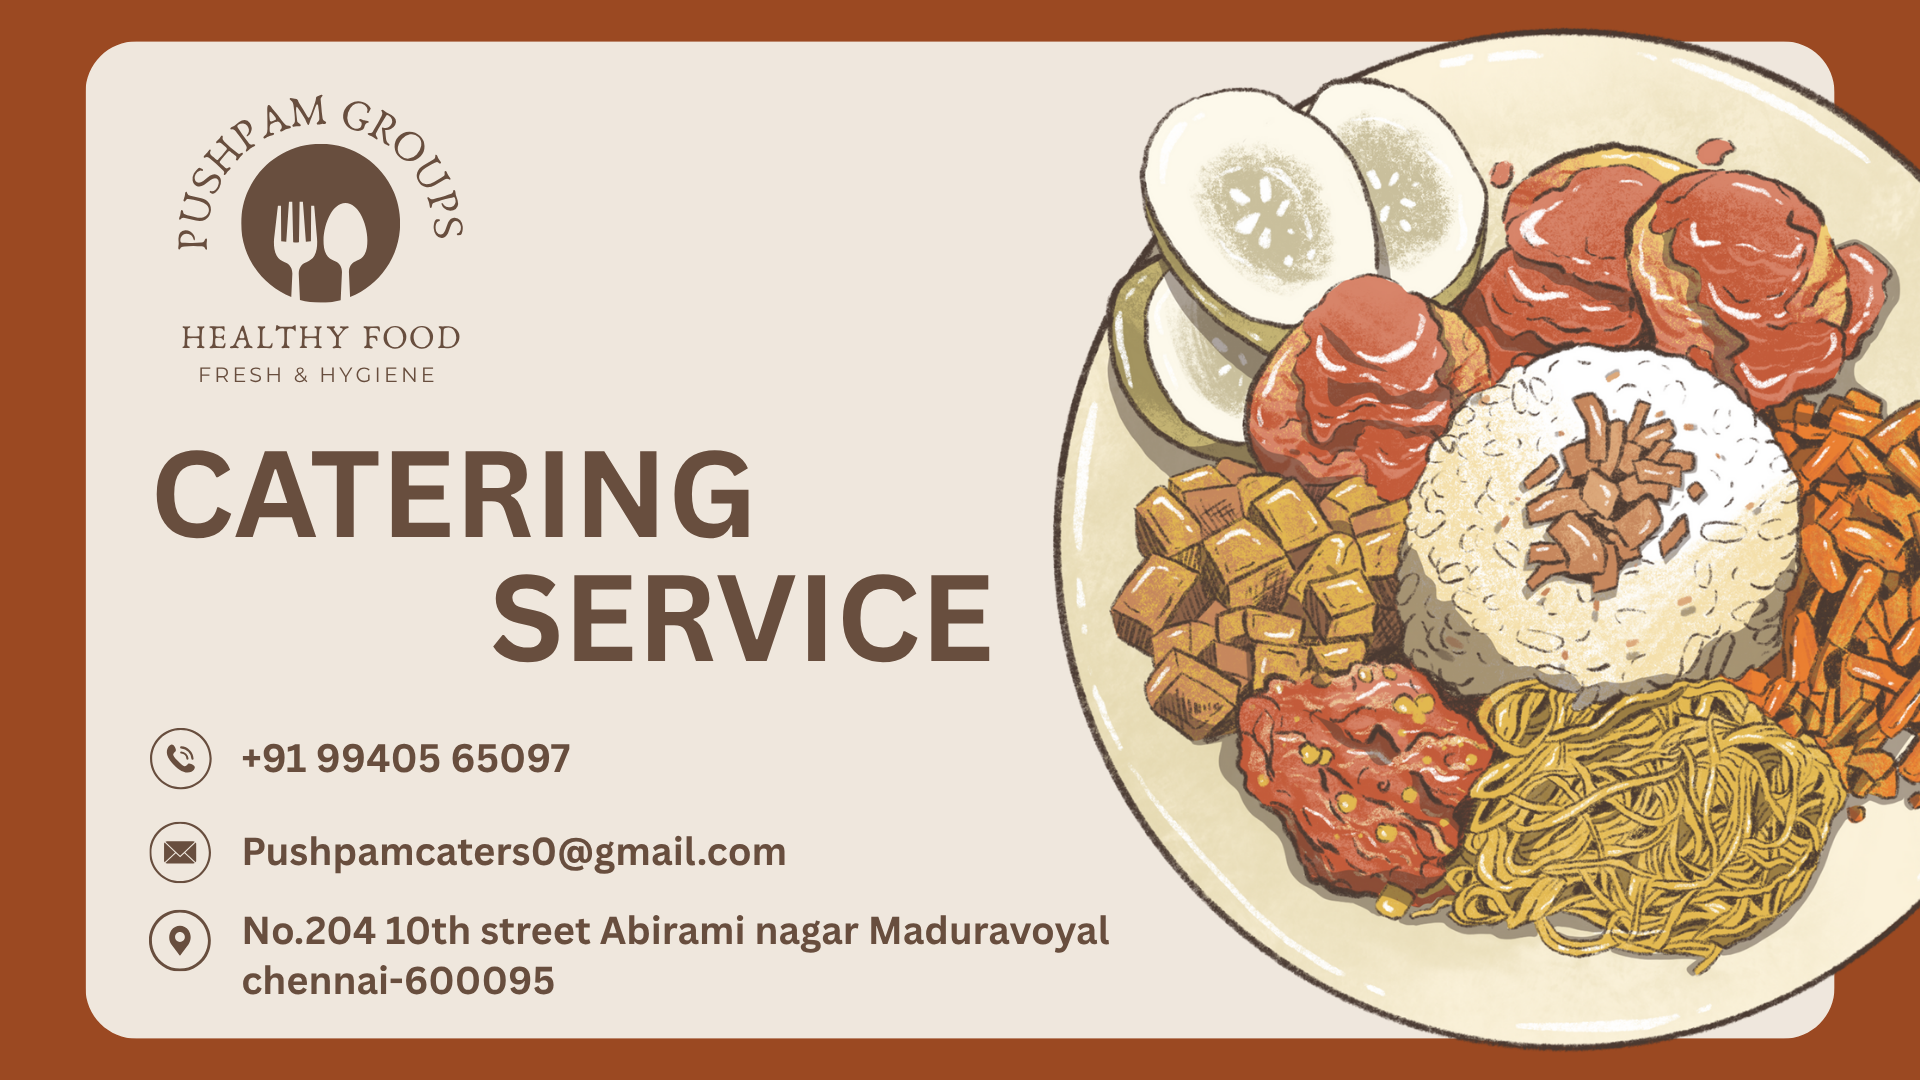 PUSHPAM GROUPS
HEALTHY FOOD
FRESH & HYGIENE
CATERING
SERVICE
+91 99405 65097
Pushpamcaters0@gmail.com
No.204 10th street Abirami nagar Maduravoyal
chennai-600095